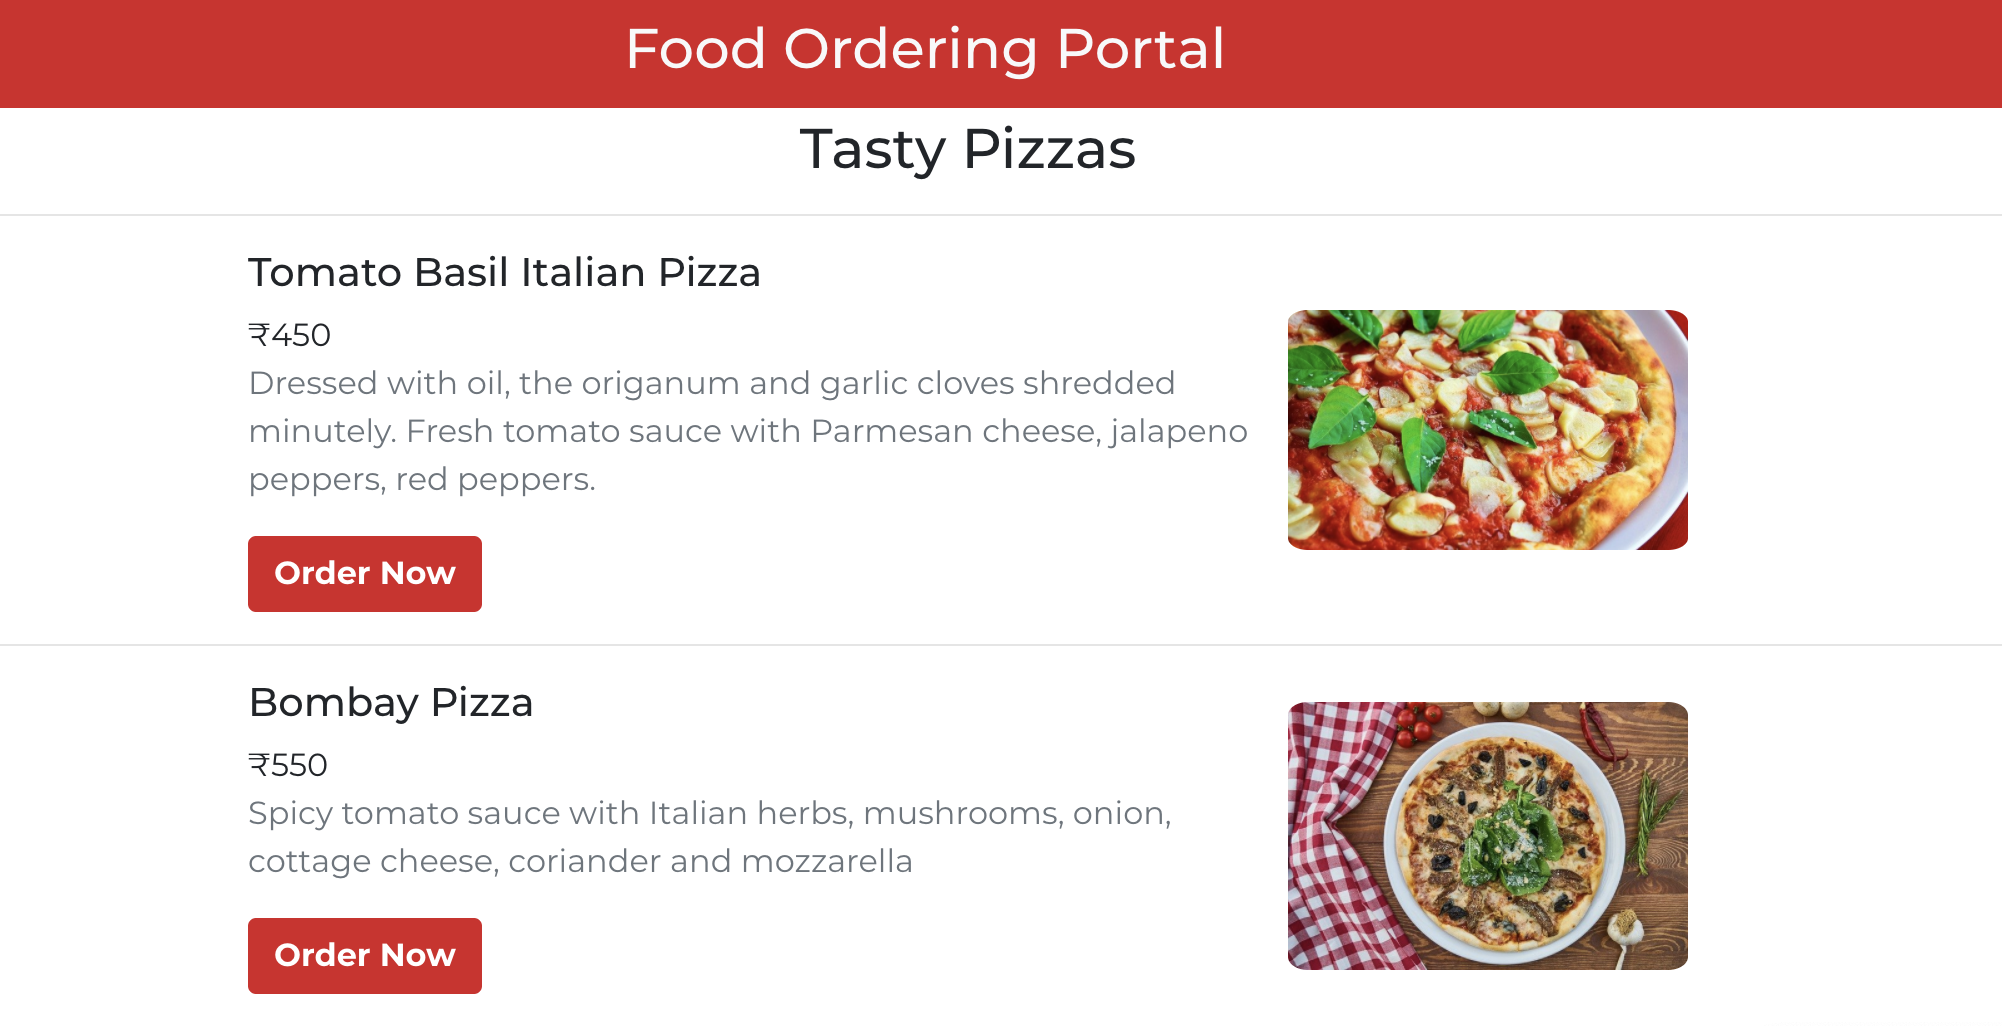 Food Ordering Portal
Tasty Pizzas
Tomato Basil Italian Pizza
₹450
Dressed with oil, the origanum and garlic cloves shredded
minutely. Fresh tomato sauce with Parmesan cheese, jalapeno
peppers, red peppers.
Order Now
Bombay Pizza
₹550
Spicy tomato sauce with Italian herbs, mushrooms, onion,
cottage cheese, coriander and mozzarella
Order Now